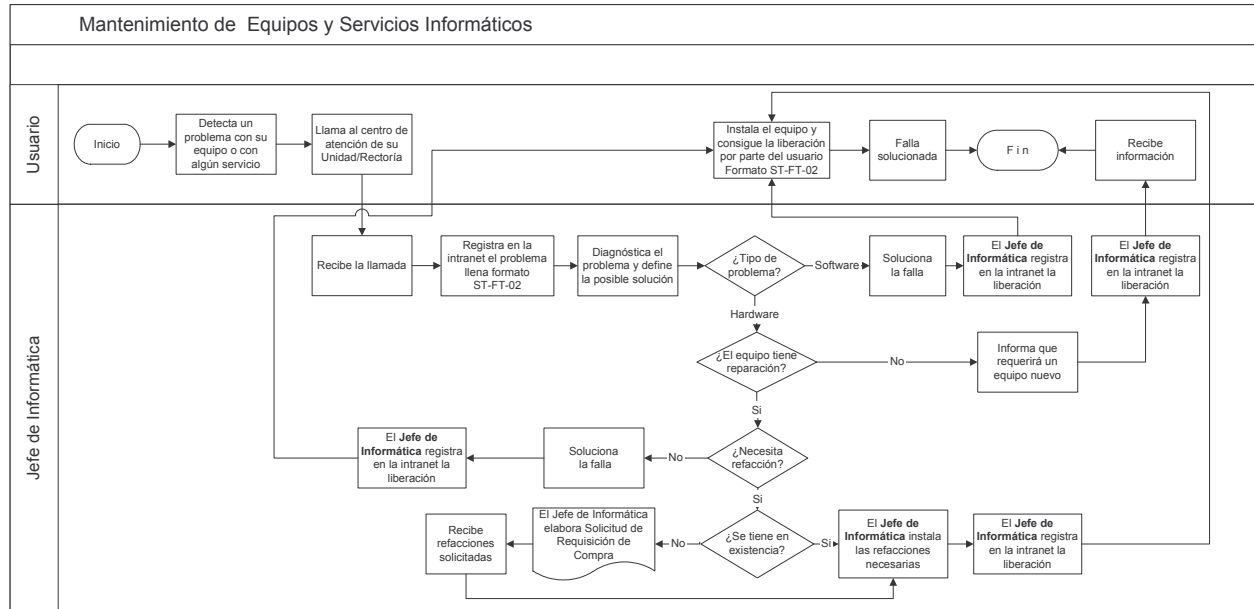 Mantenimiento de Equipos y Servicios Informáticos
Usuario
Inicio
Detecta un
problema con su
equipo o con
algún servicio
Llama al centro de
atención de su
Unidad/Rectoría
Instala el equipo y
consigue la liberación
por parte del usuario
Formato ST-FT-02
Falla
solucionada
F i n
Recibe
información
Jefe de Informática
Recibe la llamada
Registra en la
intranet el problema
llena formato
ST-FT-02
Diagnóstica el
problema y define
la posible solución
¿Tipo de
problema?
Software
Soluciona
la falla
El Jefe de
Informática registra
en la intranet la
liberación
El Jefe de
Informática registra
en la intranet la
liberación
Hardware
¿El equipo tiene
reparación?
No
Informa que
requerirá un
equipo nuevo
Si
El Jefe de
Informática registra
en la intranet la
liberación
Soluciona
la falla
No
¿Necesita
refacción?
Si
Recibe
refacciones
solicitadas
El Jefe de Informática
elabora Solicitud de
Requisición de
Compra
No
¿Se tiene en
existencia?
Si
El Jefe de
Informática instala
las refacciones
necesarias
El Jefe de
Informática registra
en la intranet la
liberación